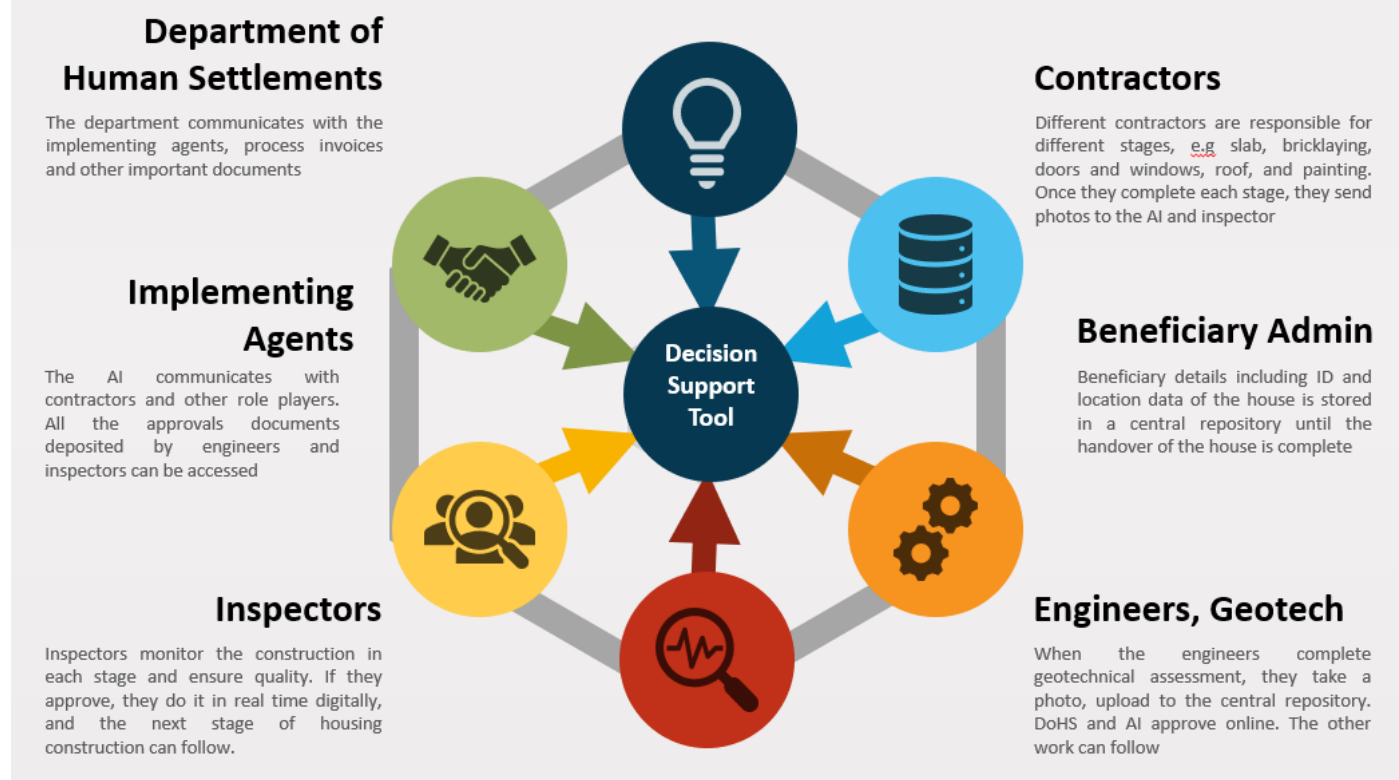 Department of
Human Settlements
The department communicates with the
implementing agents, process invoices
and other important documents
Implementing
Agents
The AI communicates with
contractors and other role players.
All the approvals documents
deposited by engineers and
inspectors can be accessed
Inspectors
Inspectors monitor the construction in
each stage and ensure quality. If they
approve, they do it in real time digitally,
and the next stage of housing
construction can follow.
Decision
Support
Tool
Contractors
Different contractors are responsible for
different stages, e.g slab, bricklaying,
doors and windows, roof, and painting.
Once they complete each stage, they send
photos to the AI and inspector
Beneficiary Admin
Beneficiary details including ID and
location data of the house is stored
in a central repository until the
handover of the house is complete
Engineers, Geotech
When the engineers complete
geotechnical assessment, they take a
photo, upload to the central repository.
DoHS and AI approve online. The other
work can follow